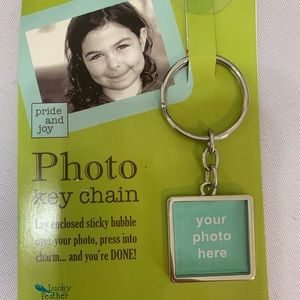 pride
and
joy
Photo
key chain
Lay enclosed sticky bubble
over your photo, press into
charm... and you're DONE!
your
photo
here
Lucky
Feather